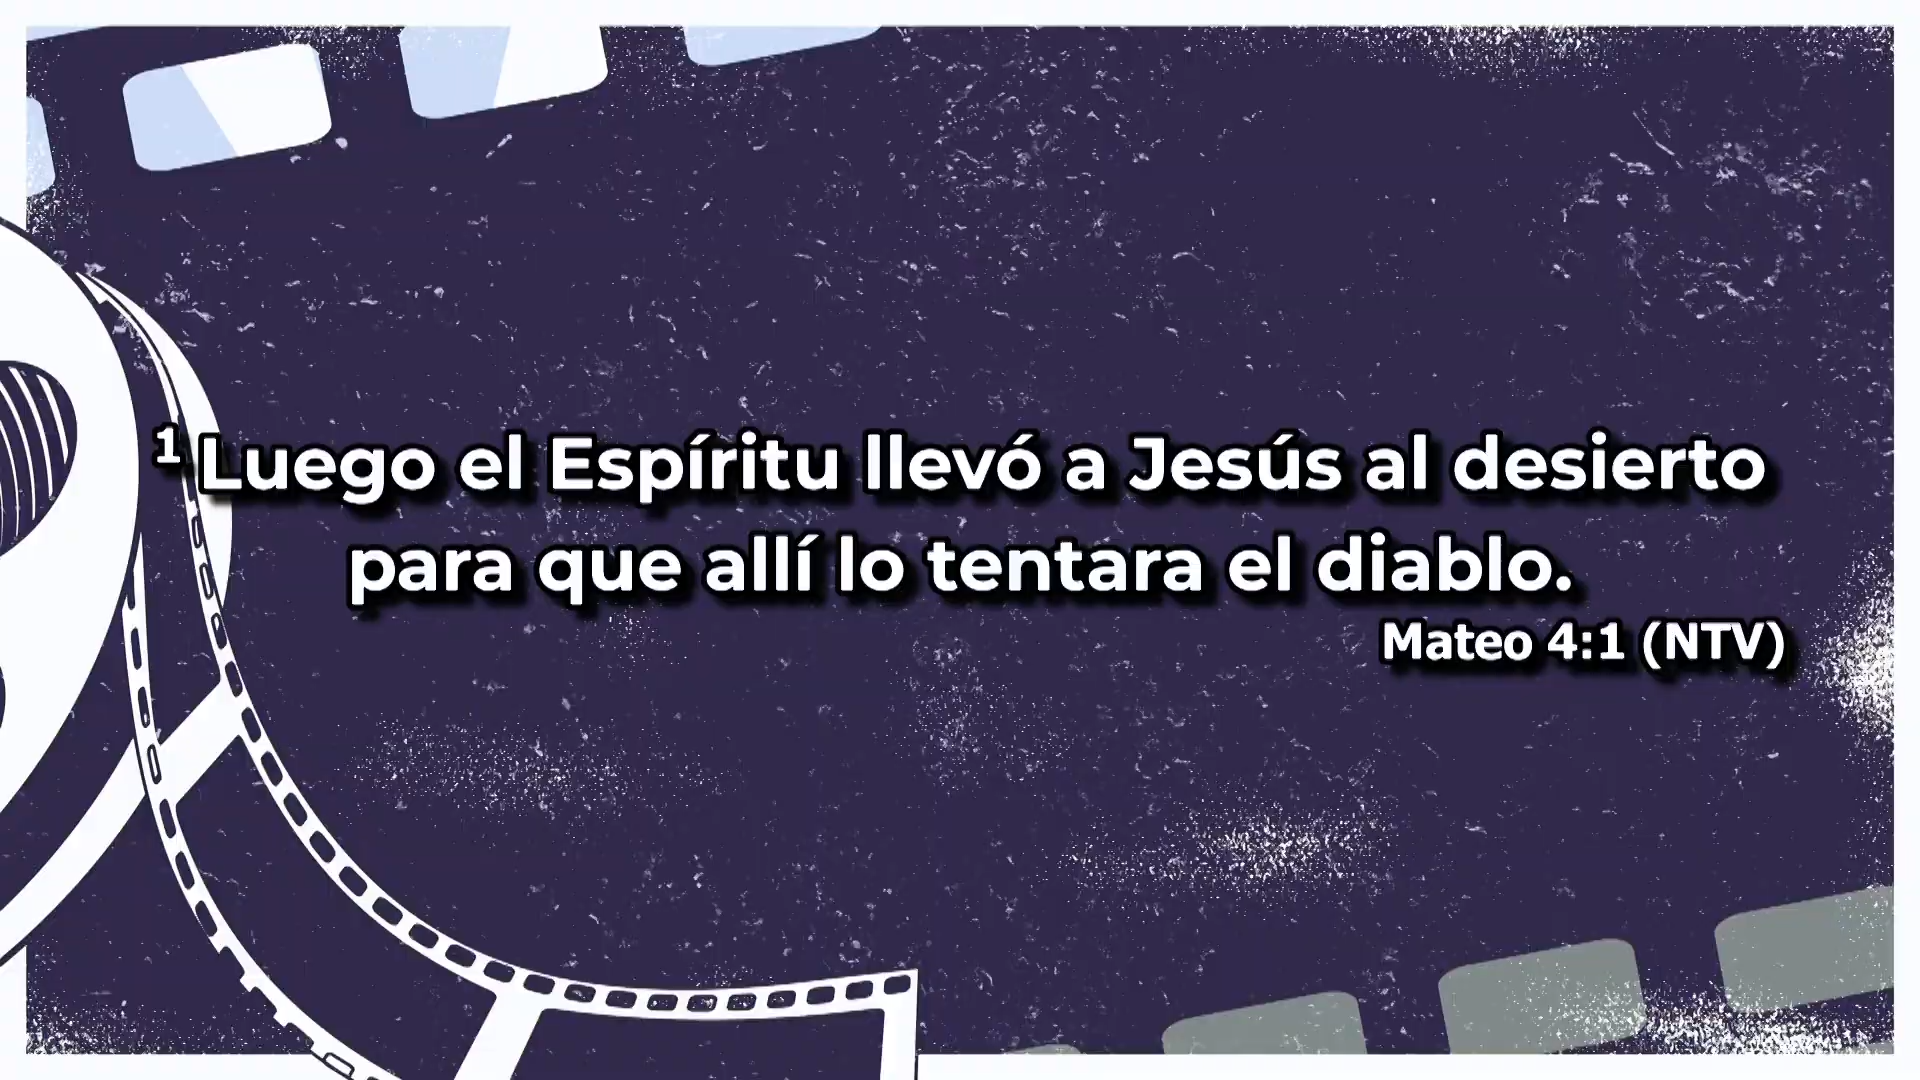 ¹ Luego el Espíritu llevó a Jesús al desierto
para que allí lo tentara el diablo.
Mateo 4:1 (NTV)